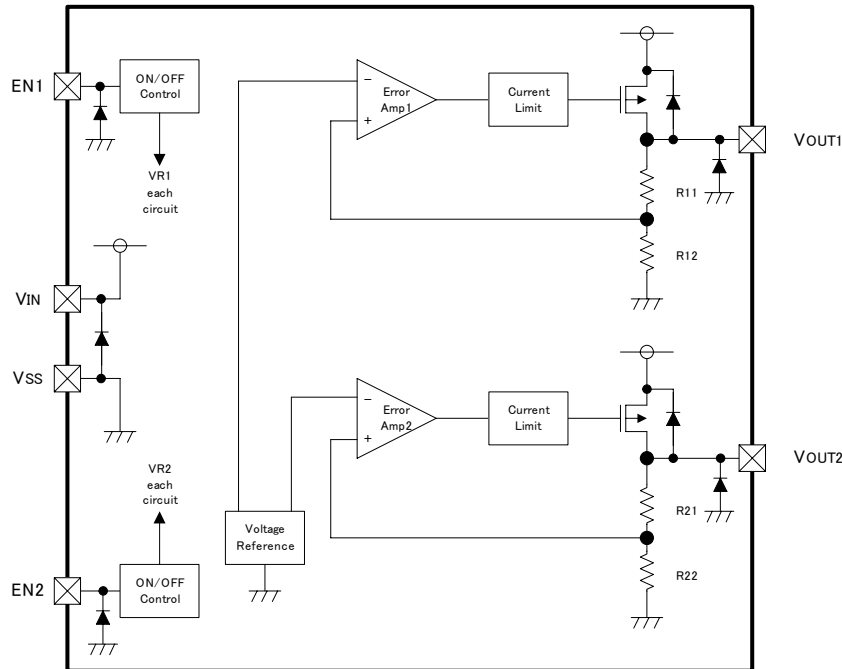 EN1
ON/OFF
Control
VR1
each
circuit
VIN
VSS
VR2
each
circuit
EN2
ON/OFF
Control
Voltage
Reference
−
+
Error
Amp1
Current
Limit
R11
R12
VOUT1
−
+
Error
Amp2
Current
Limit
R21
R22
VOUT2